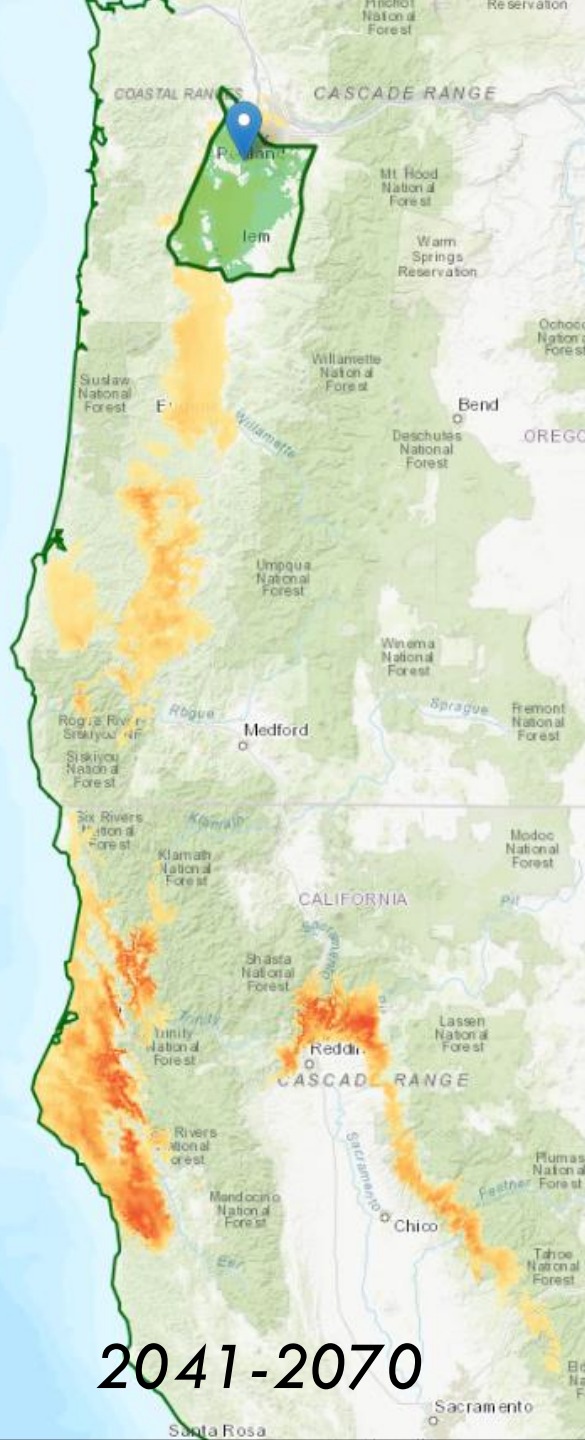 National
Forest
Reservation
COASTAL RANGES
CASCADE RANGE
Mt. Hood
National
Forest
lem
Warm
Springs
Reservation
Willamette
National
Forest
Siuslaw
National
Forest
Bend
Willamette
Deschutes
National
Forest
Umpqua
National
Forest
Winema
National
Forest
Rogue
Sprague
Fremont
National
Forest
Medford
Siskiyou
National
Forest
Six Rivers
National
Forest
Klamath
Klamath
National
Forest
Modoc
National
Forest
CALIFORNIA
Pit
Shasta
National
Forest
Trinity
Trinity
National
Forest
Lassen
National
Forest
CASCADE RANGE
Rivers
National
Forest
Sacramento
Plumas
National
Forest
Feather
Mendocino
National
Forest
Chico
Eel
Tahoe
National
Forest
2041-2070
Sacramento
Santa Rosa